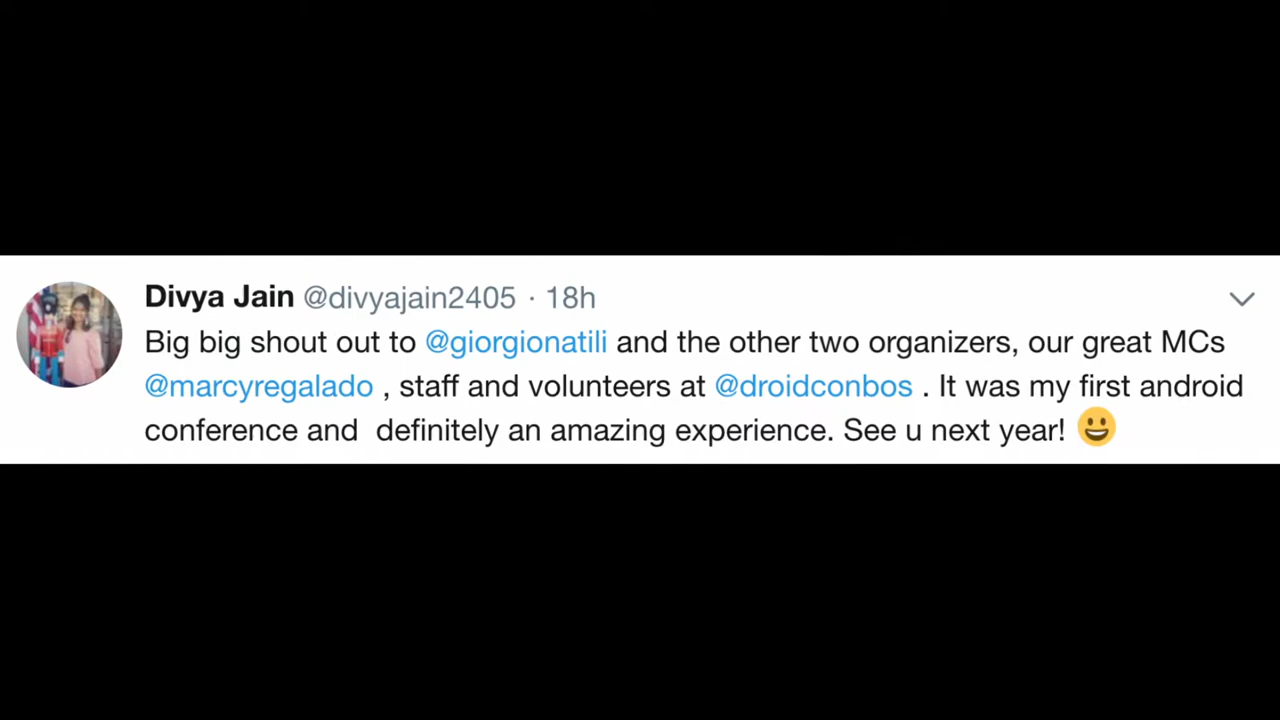 Divya Jain @divyajain2405 · 18h
Big big shout out to @giorgionatili and the other two organizers, our great MCs
@marcyregalado , staff and volunteers at @droidconbos . It was my first android
conference and  definitely an amazing experience. See u next year! 😀